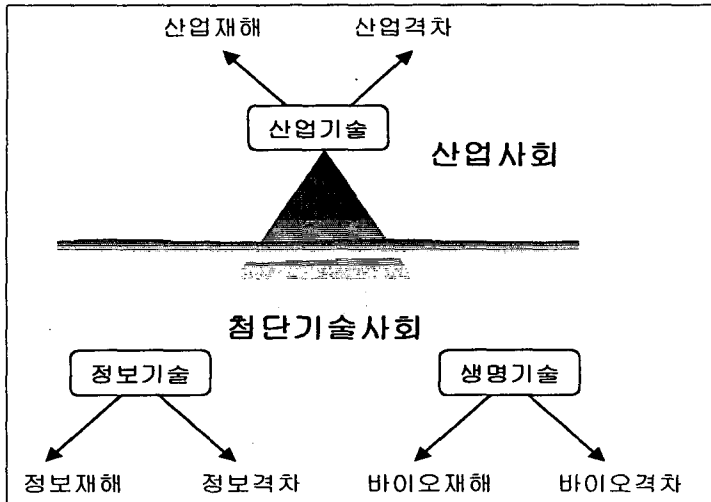 산업재해 산업격차
산업기술
산업사회
첨단기술사회
정보기술 생명기술
정보재해 정보격차 바이오재해 바이오격차